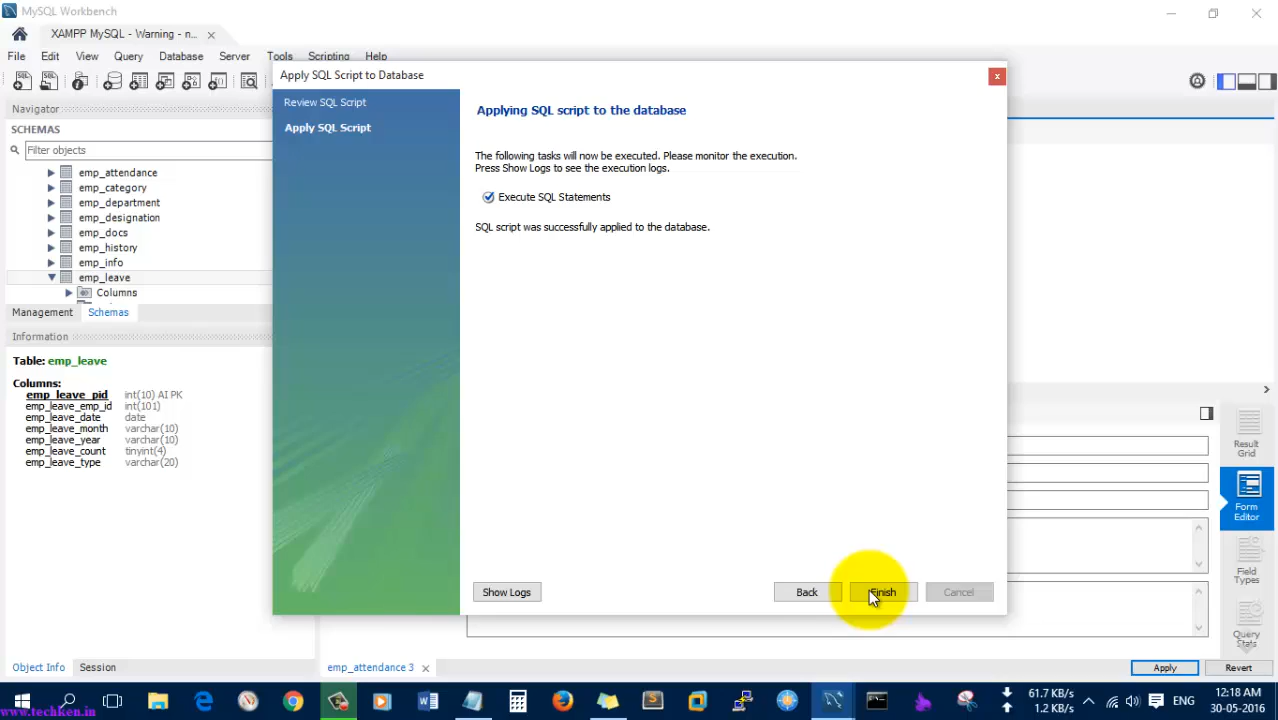 MySQL Workbench
XAMPP MySQL - Warning - n...
File Edit View Query Database Server Tools Scripting Help
Navigator
SCHEMAS
Filter objects
emp_attendance
emp_category
emp_department
emp_designation
emp_docs
emp_history
emp_info
emp_leave
Columns
Management Schemas
Information
Table: emp_leave
Columns:
emp_leave_pid int(10) AI PK
emp_leave_emp_id int(101)
emp_leave_date date
emp_leave_month varchar(10)
emp_leave_year varchar(10)
emp_leave_count tinyint(4)
emp_leave_type varchar(20)
Object Info Session
Apply SQL Script to Database
Review SQL Script
Apply SQL Script
Applying SQL script to the database
The following tasks will now be executed. Please monitor the execution.
Press Show Logs to see the execution logs.
Execute SQL Statements
SQL script was successfully applied to the database.
Show Logs Back Finish Cancel
Result
Grid
Form
Editor
Field
Types
Query
Stats
emp_attendance 3
Apply Revert
61.7 KB/s
1.2 KB/s
ENG
12:18 AM
30-05-2016
www.techken.in